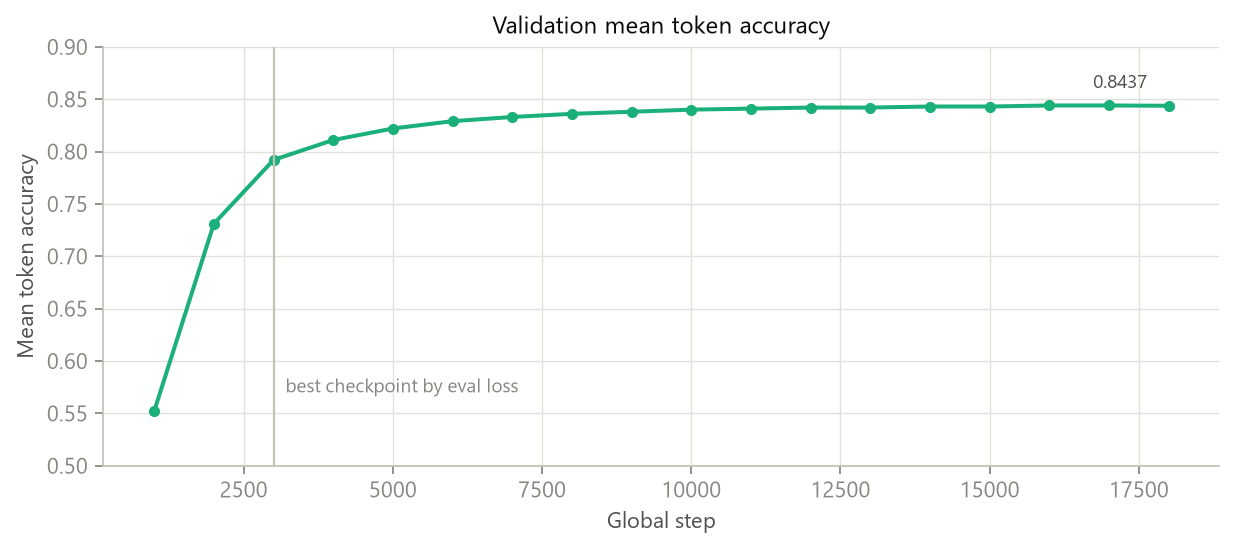 Validation mean token accuracy
0.90
0.85
0.80
0.75
0.70
0.65
0.60
0.55
0.50
Mean token accuracy
0.8437
best checkpoint by eval loss
2500 5000 7500 10000 12500 15000 17500
Global step